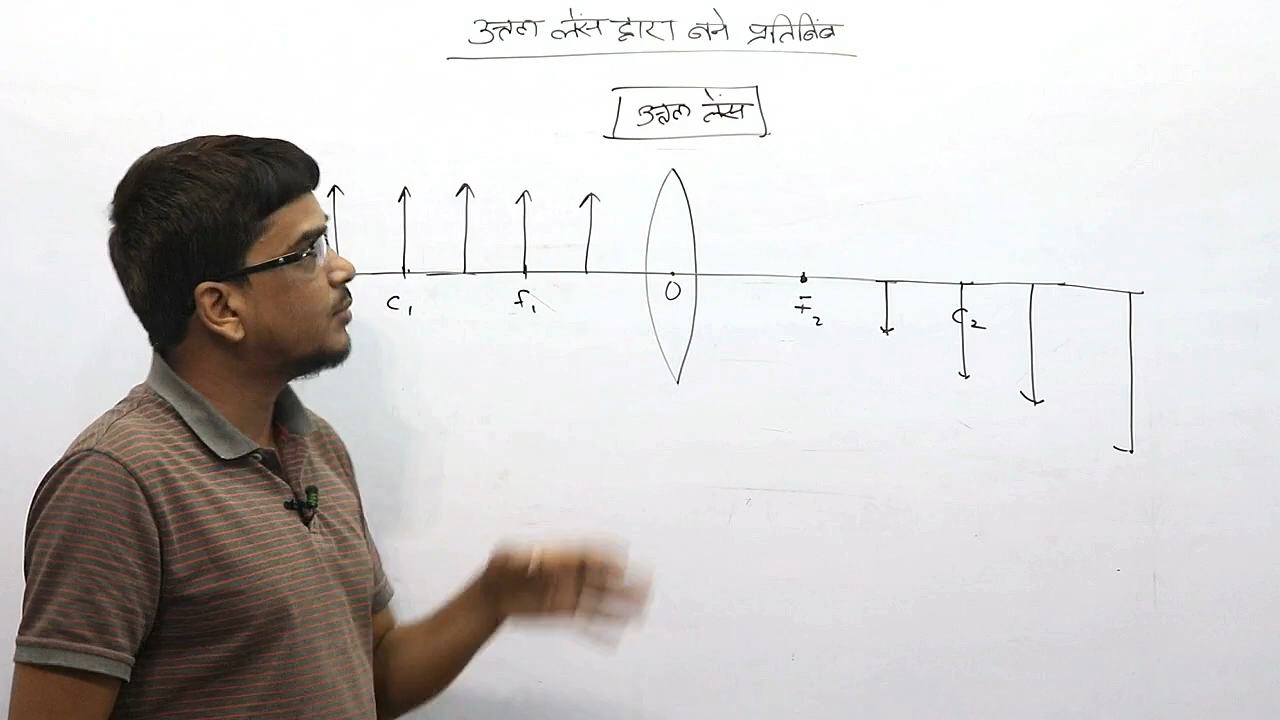 उत्तल लेंस द्वारा बने प्रतिबिंब
उत्तल लेंस
C₁ F₁ O F₂ C₂